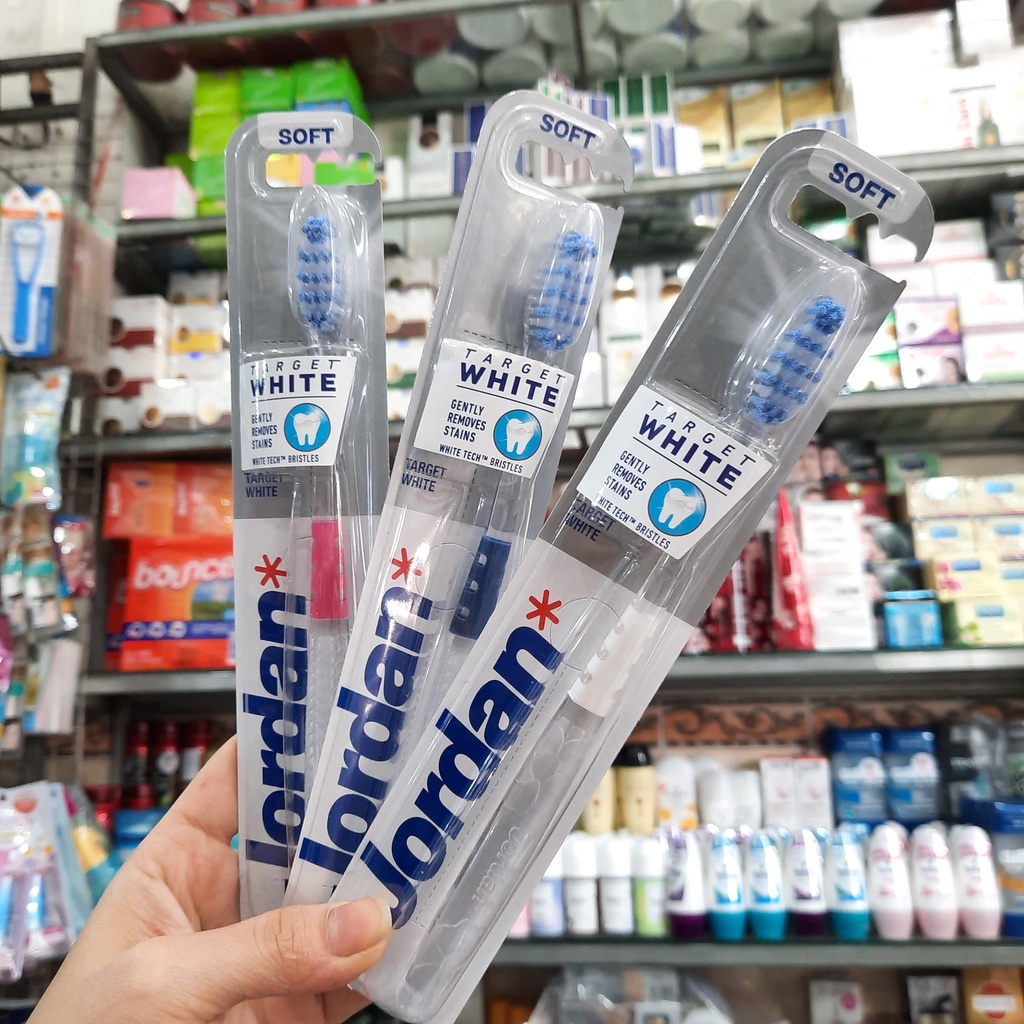 SOFT
TARGET
WHITE
GENTLY
REMOVES
STAINS
WHITE TECH™ BRISTLES
TARGET
WHITE
Jordan*
SOFT
TARGET
WHITE
GENTLY
REMOVES
STAINS
WHITE TECH™ BRISTLES
TARGET
WHITE
Jordan*
SOFT
TARGET
WHITE
GENTLY
REMOVES
STAINS
WHITE TECH™ BRISTLES
TARGET
WHITE
Jordan*
Jordan
bounce